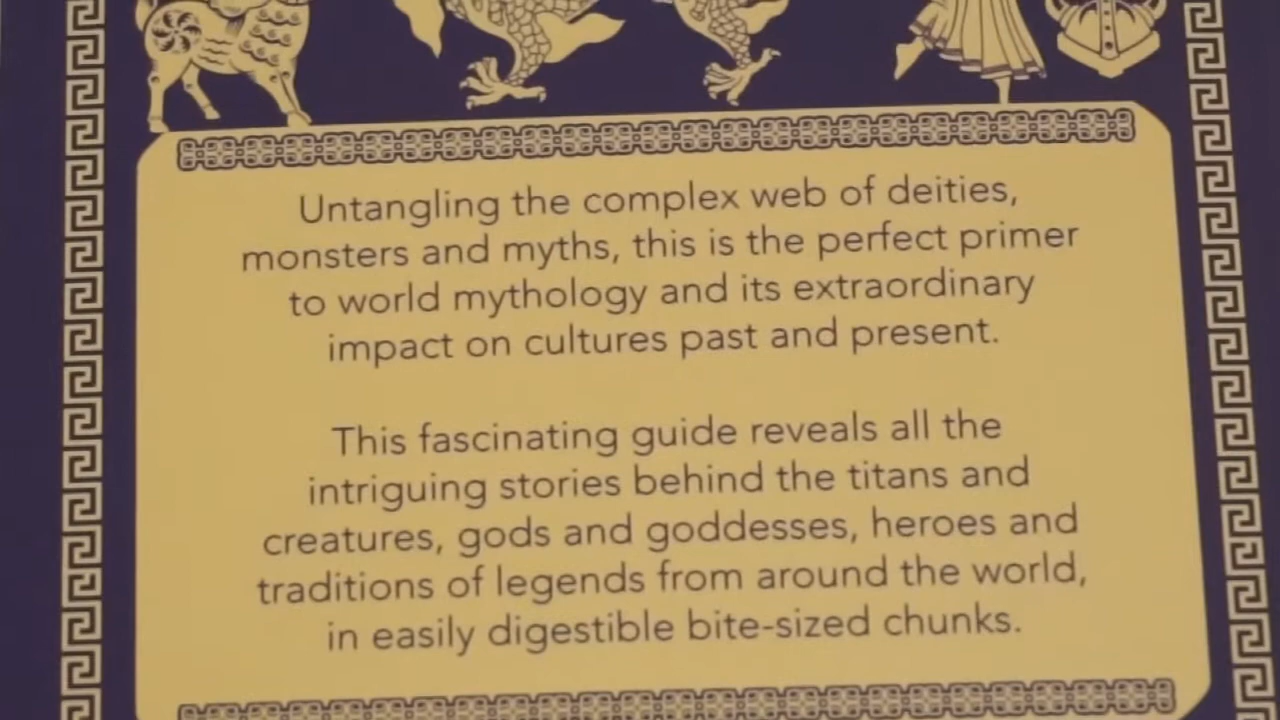 Untangling the complex web of deities,
monsters and myths, this is the perfect primer
to world mythology and its extraordinary
impact on cultures past and present.
This fascinating guide reveals all the
intriguing stories behind the titans and
creatures, gods and goddesses, heroes and
traditions of legends from around the world,
in easily digestible bite-sized chunks.